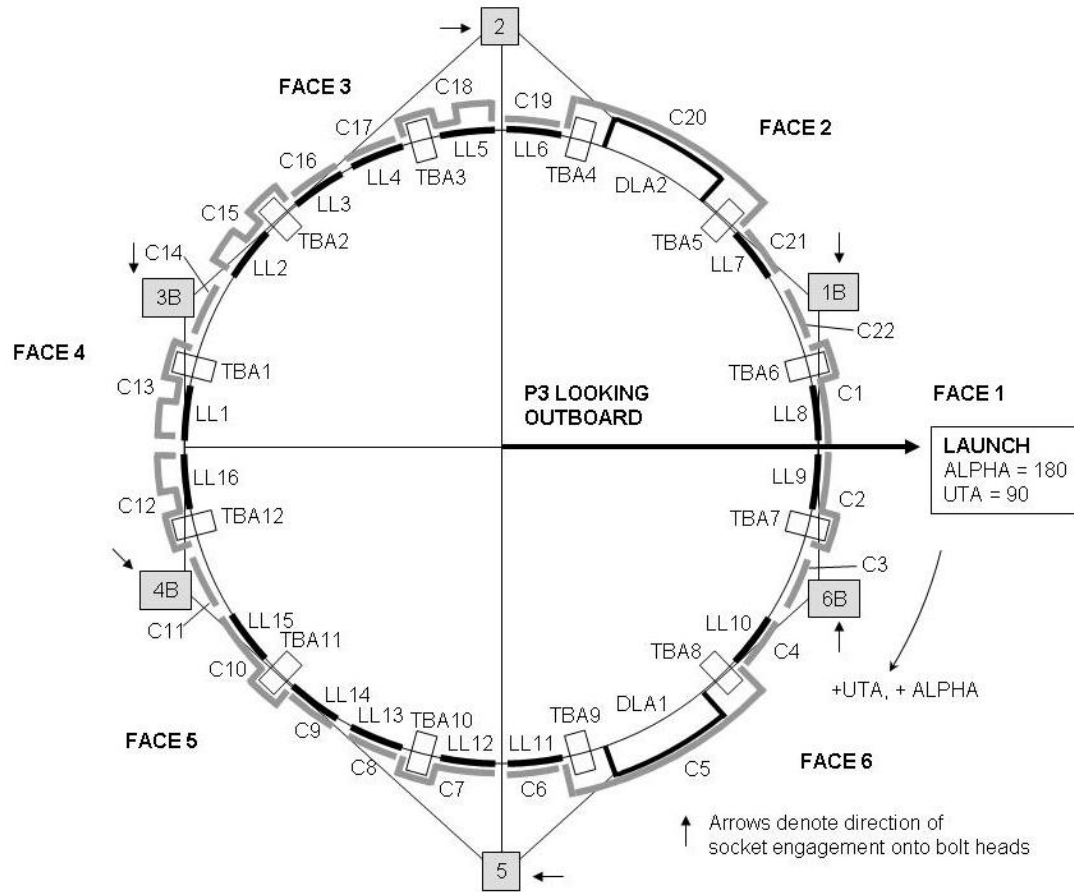 2
FACE 3
C18
C19
C20
FACE 2
C17
LL5
LL6
C16
LL4
TBA3
TBA4
DLA2
LL3
C15
TBA2
TBA5
C21
C14
LL2
LL7
3B
1B
C22
FACE 4
TBA1
TBA6
C13
C1
P3 LOOKING
OUTBOARD
FACE 1
LL1
LL8
LAUNCH
ALPHA = 180
UTA = 90
LL16
LL9
C12
TBA12
TBA7
C2
C3
4B
6B
C11
LL15
LL10
TBA11
TBA8
C4
C10
+UTA, + ALPHA
LL14
DLA1
LL13
TBA10
TBA9
C9
FACE 5
LL12
LL11
C8
C7
C6
C5
FACE 6
Arrows denote direction of
socket engagement onto bolt heads
5